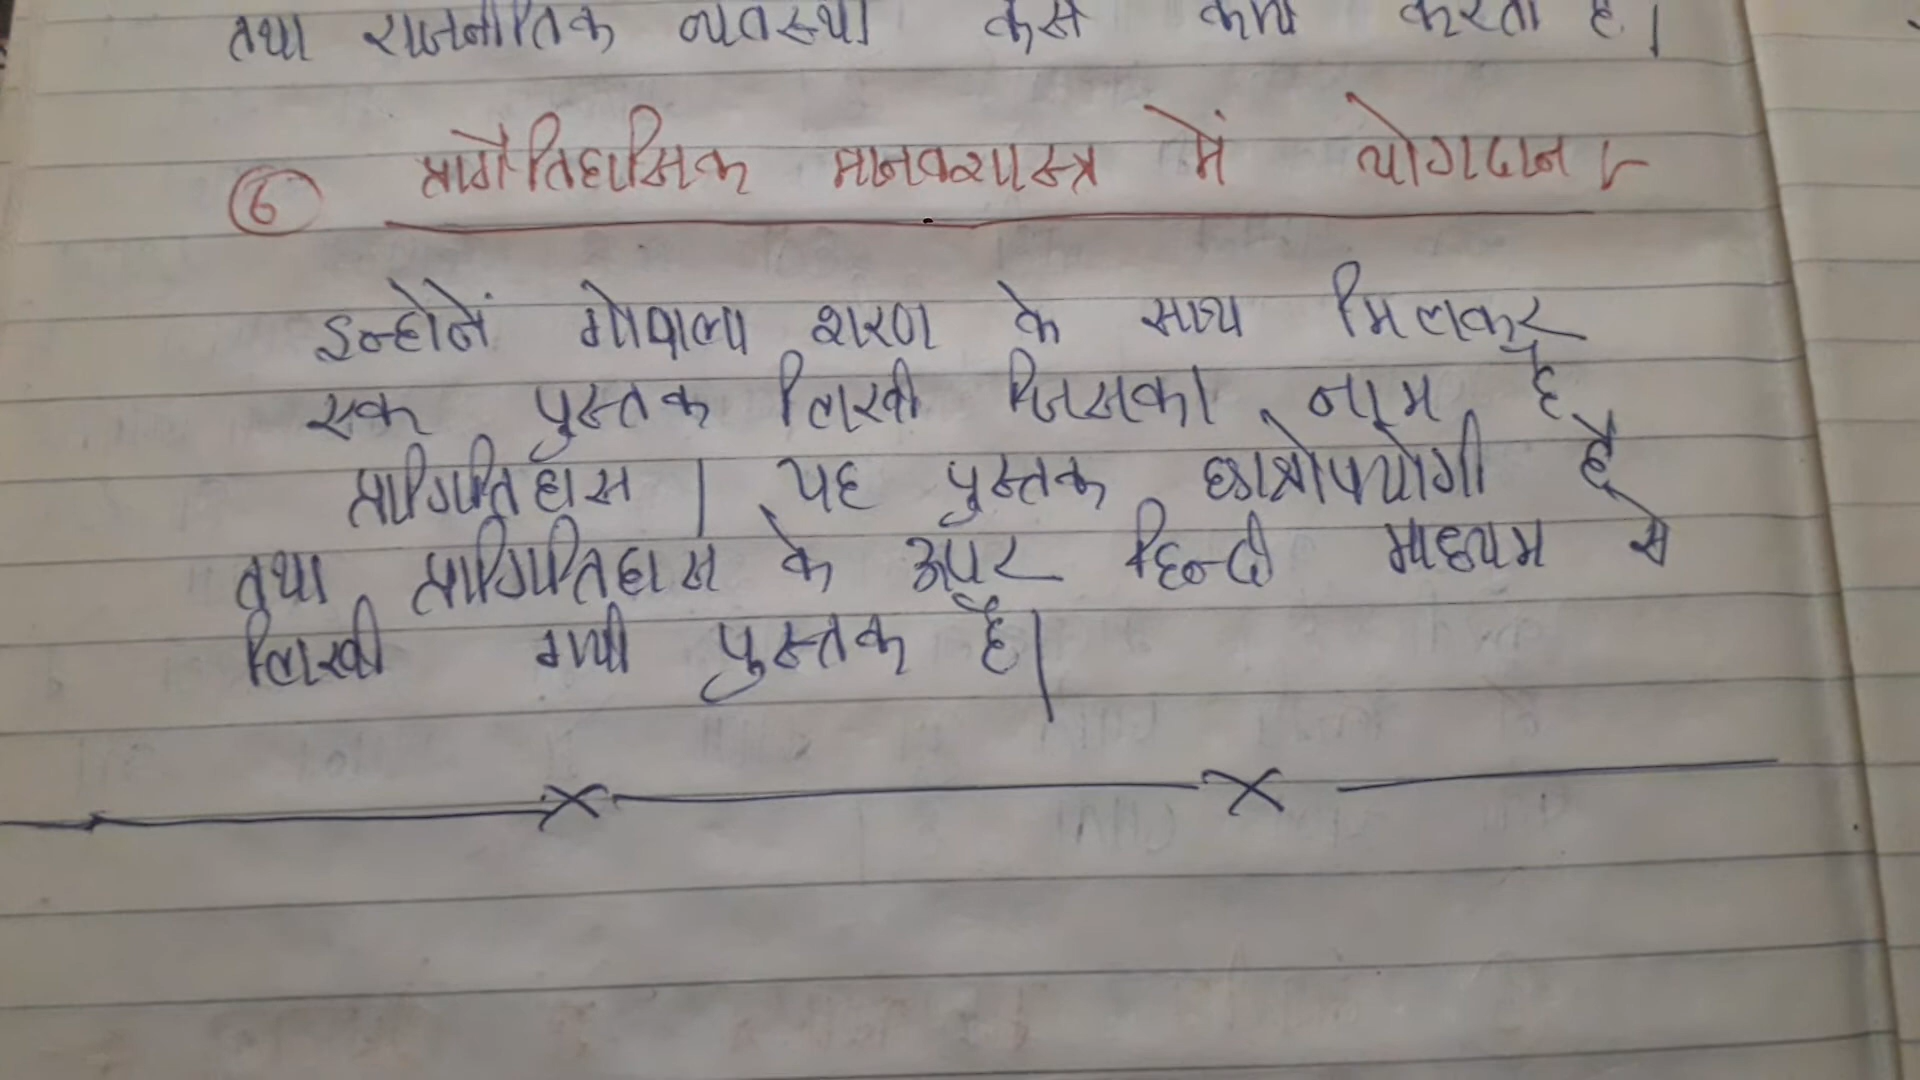 तथा राजनीतिक व्यवस्था कैसे कार्य करता है।
⑥ प्रागैतिहासिक मानवशास्त्र में योगदान :-
इन्होनें गोपाला शरण के साथ मिलकर
एक पुस्तक लिखी जिसका नाम है
प्रागितिहास । यह पुस्तक छात्रोपयोगी है
तथा प्रागितिहास के ऊपर हिन्दी माध्यम से
लिखी गयी पुस्तक है।